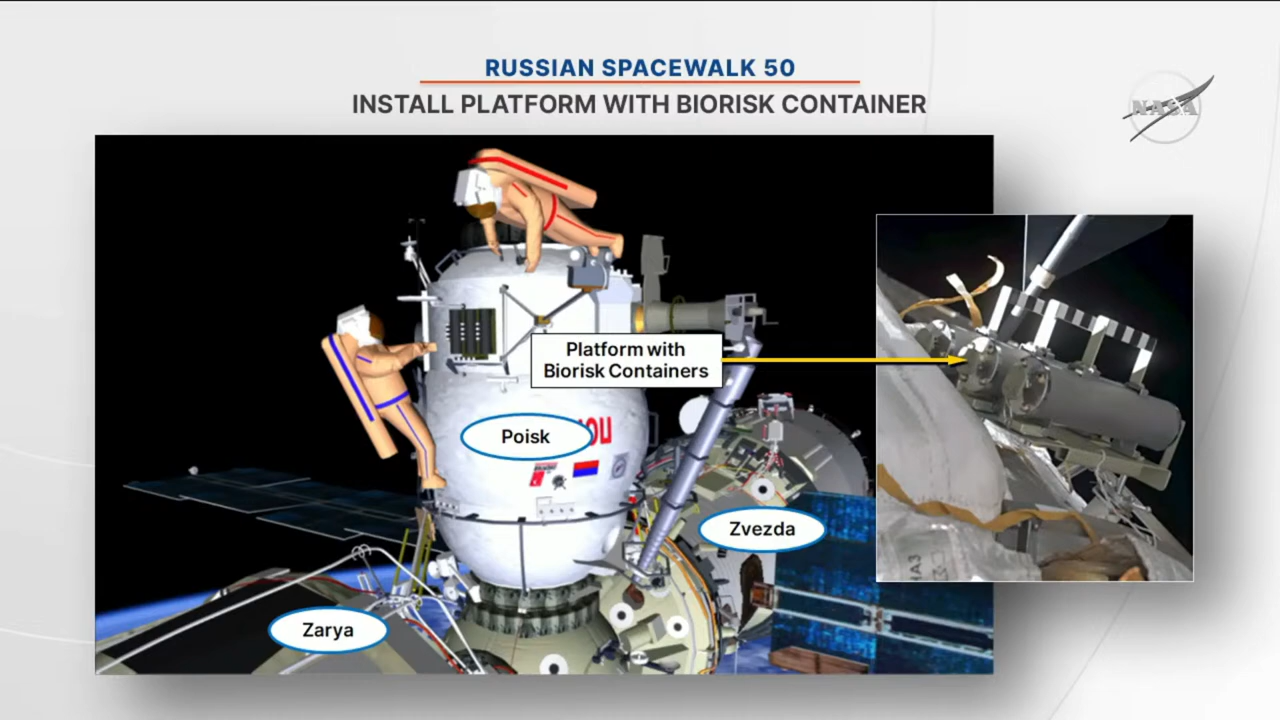 RUSSIAN SPACEWALK 50
INSTALL PLATFORM WITH BIORISK CONTAINER
NASA
Platform with
Biorisk Containers
Poisk
Zvezda
Zarya